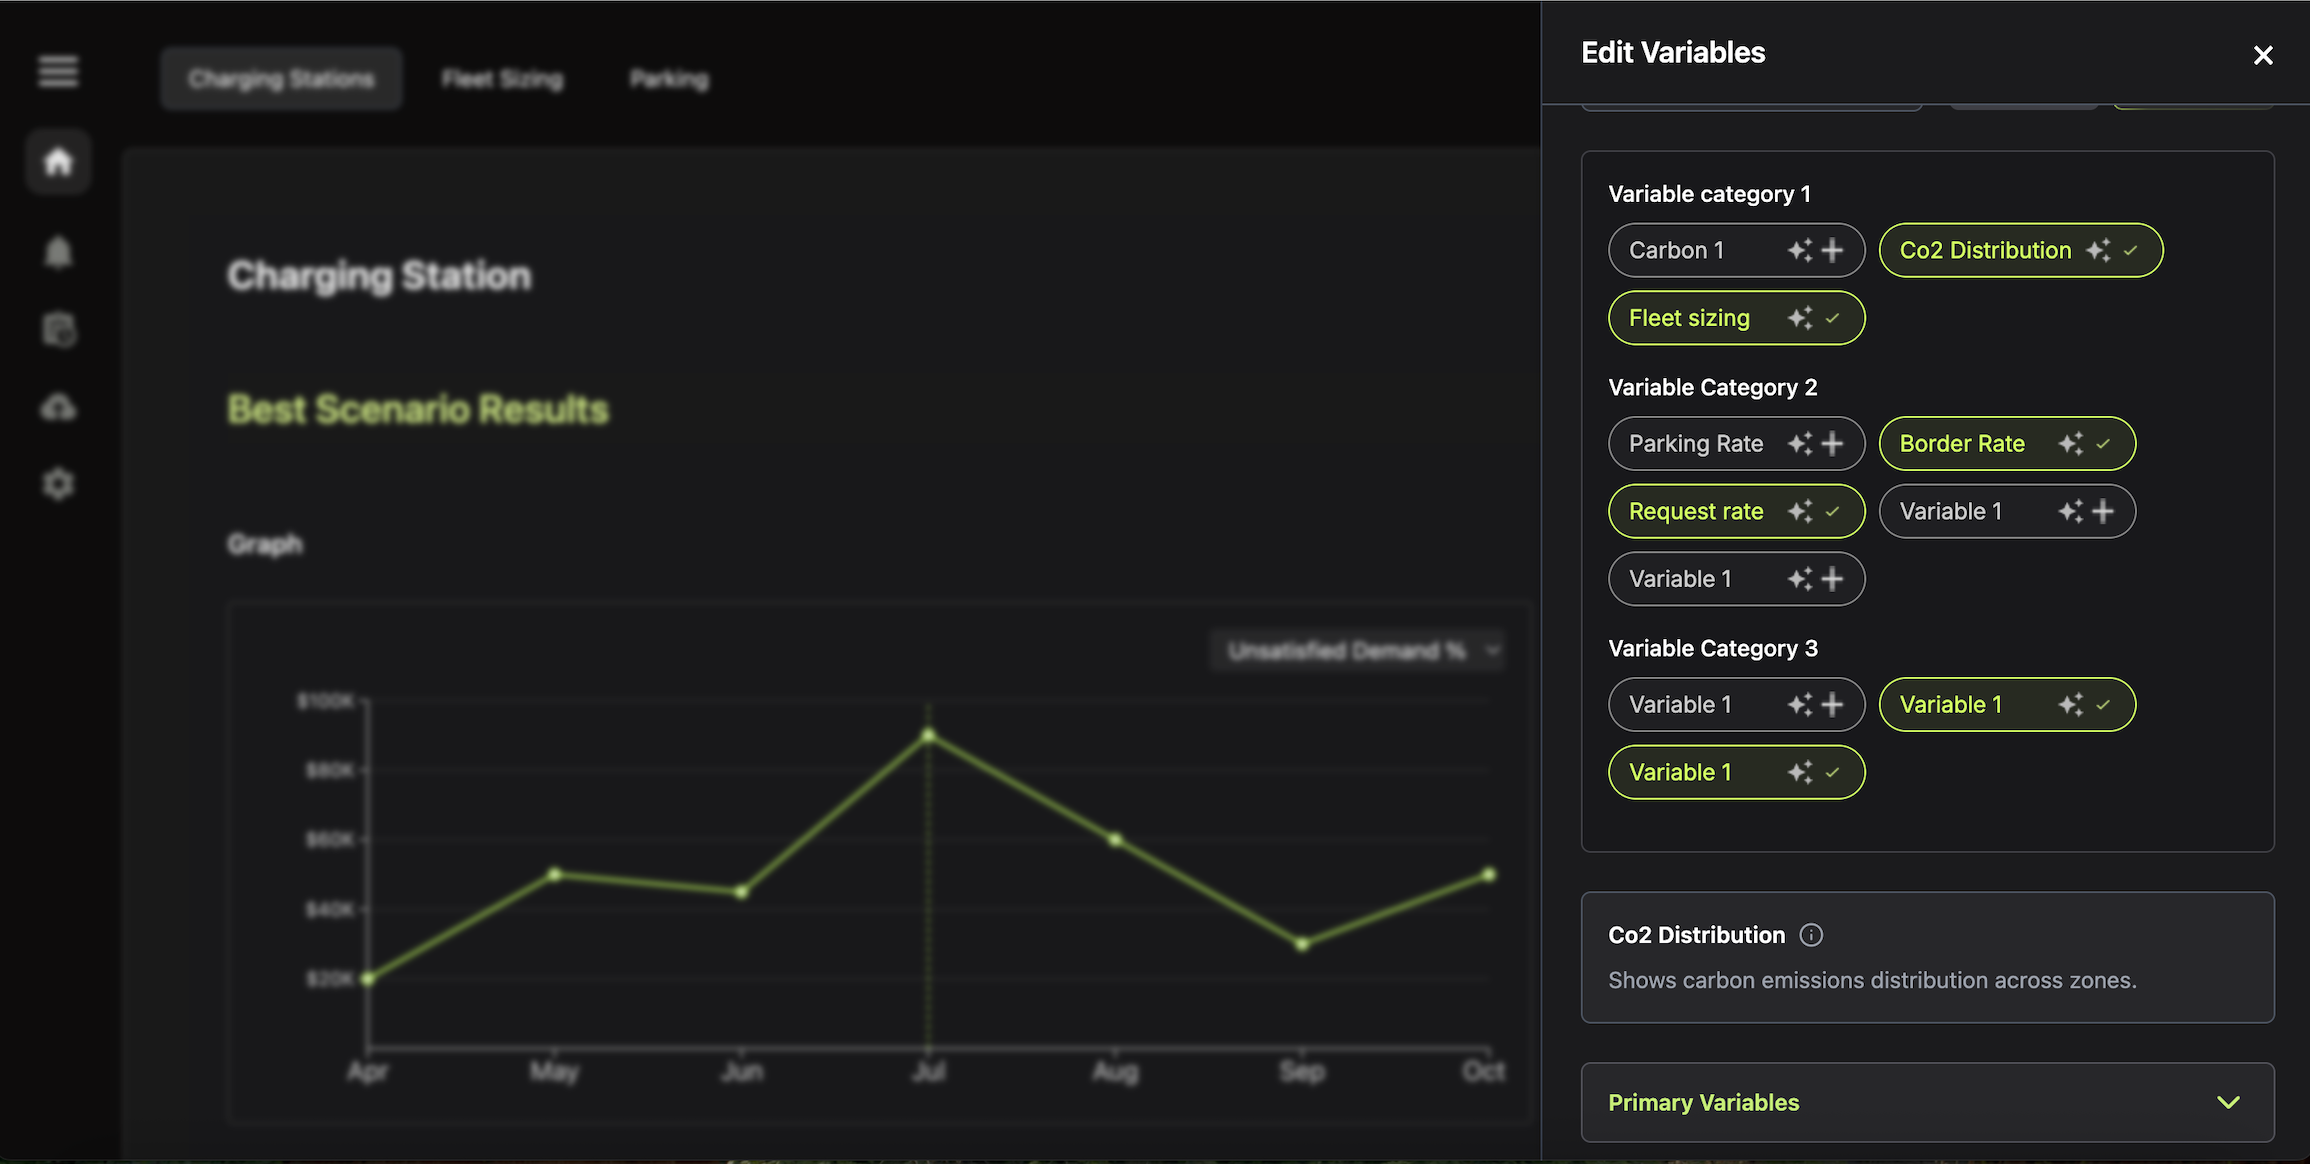 Charging Stations Fleet Sizing Parking
Charging Station
Best Scenario Results
Graph
Unsatisfied Demand %
$100K
$80K
$60K
$40K
$20K
Apr May Jun Jul Aug Sep Oct
Edit Variables
Variable category 1
Carbon 1 Co2 Distribution
Fleet sizing
Variable Category 2
Parking Rate Border Rate
Request rate Variable 1
Variable 1
Variable Category 3
Variable 1 Variable 1
Variable 1
Co2 Distribution
Shows carbon emissions distribution across zones.
Primary Variables